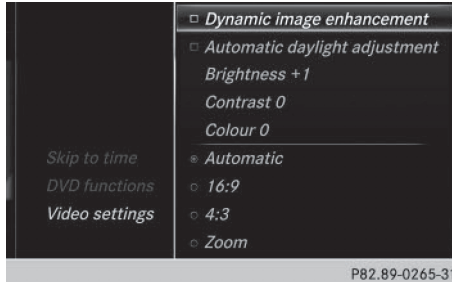 Dynamic image enhancement
Automatic daylight adjustment
Brightness +1
Contrast 0
Colour 0
Skip to time
Automatic
DVD functions
16:9
Video settings
4:3
Zoom
P82.89-0265-31